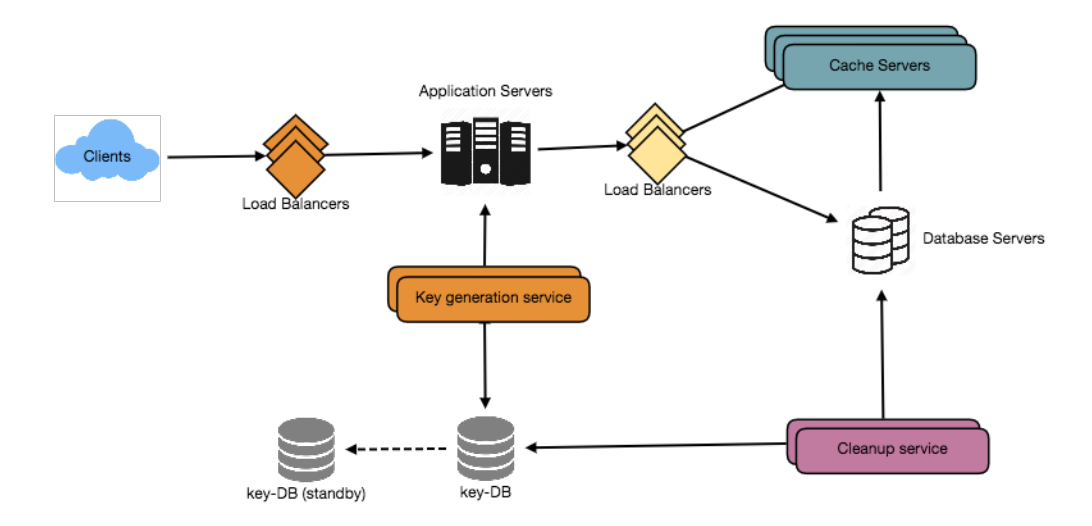 Cache Servers
Application Servers
Clients
Load Balancers
Load Balancers
Database Servers
Key generation service
Cleanup service
key-DB (standby)
key-DB